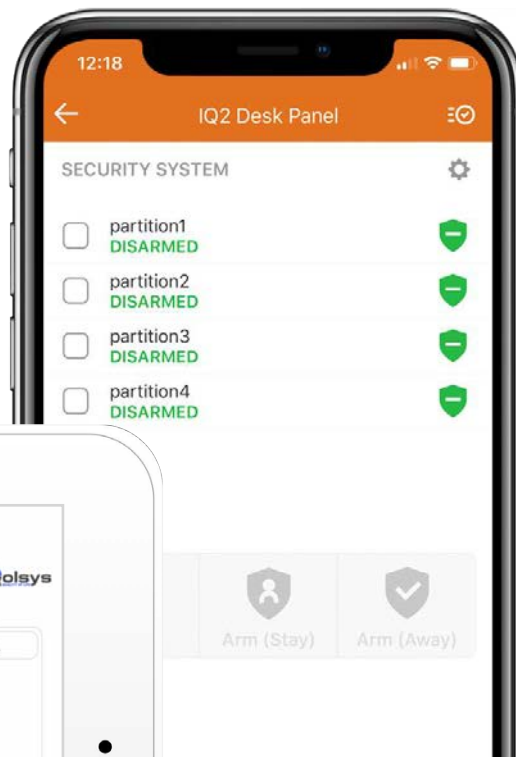 12:18
IQ2 Desk Panel
SECURITY SYSTEM
partition1
DISARMED
partition2
DISARMED
partition3
DISARMED
partition4
DISARMED
olsys
Arm (Stay)
Arm (Away)